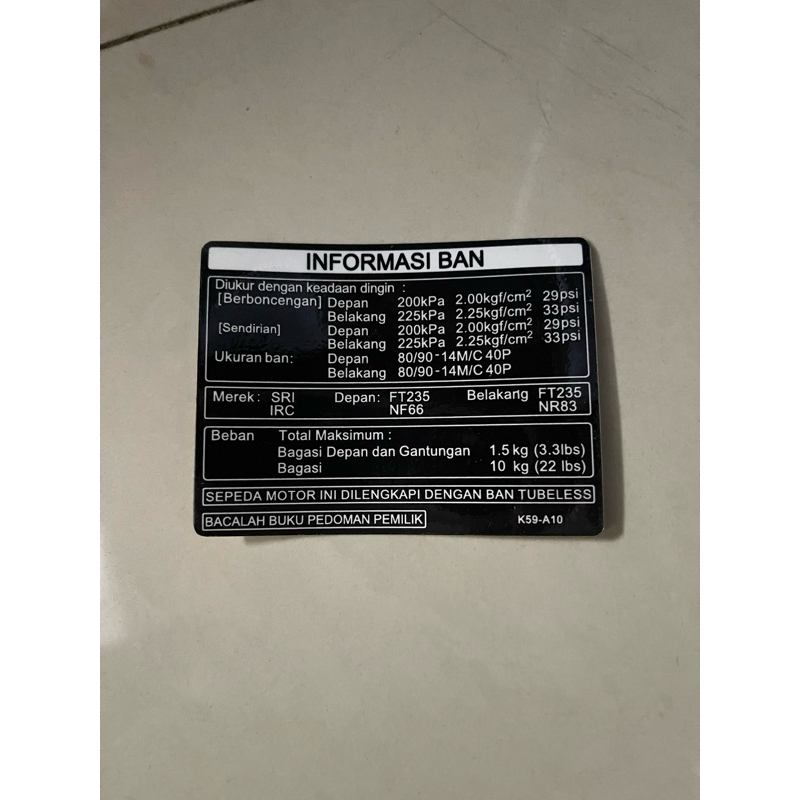 INFORMASI BAN
Diukur dengan keadaan dingin :
[Berboncengan] Depan 200kPa 2.00kgf/cm² 29psi
Belakang 225kPa 2.25kgf/cm² 33psi
[Sendirian] Depan 200kPa 2.00kgf/cm² 29psi
Belakang 225kPa 2.25kgf/cm² 33psi
Ukuran ban: Depan 80/90-14M/C 40P
Belakang 80/90-14M/C 40P
Merek: SRI Depan: FT235 Belakang FT235
IRC NF66 NR83
Beban Total Maksimum :
Bagasi Depan dan Gantungan 1.5 kg (3.3lbs)
Bagasi 10 kg (22 lbs)
SEPEDA MOTOR INI DILENGKAPI DENGAN BAN TUBELESS
BACALAH BUKU PEDOMAN PEMILIK K59-A10